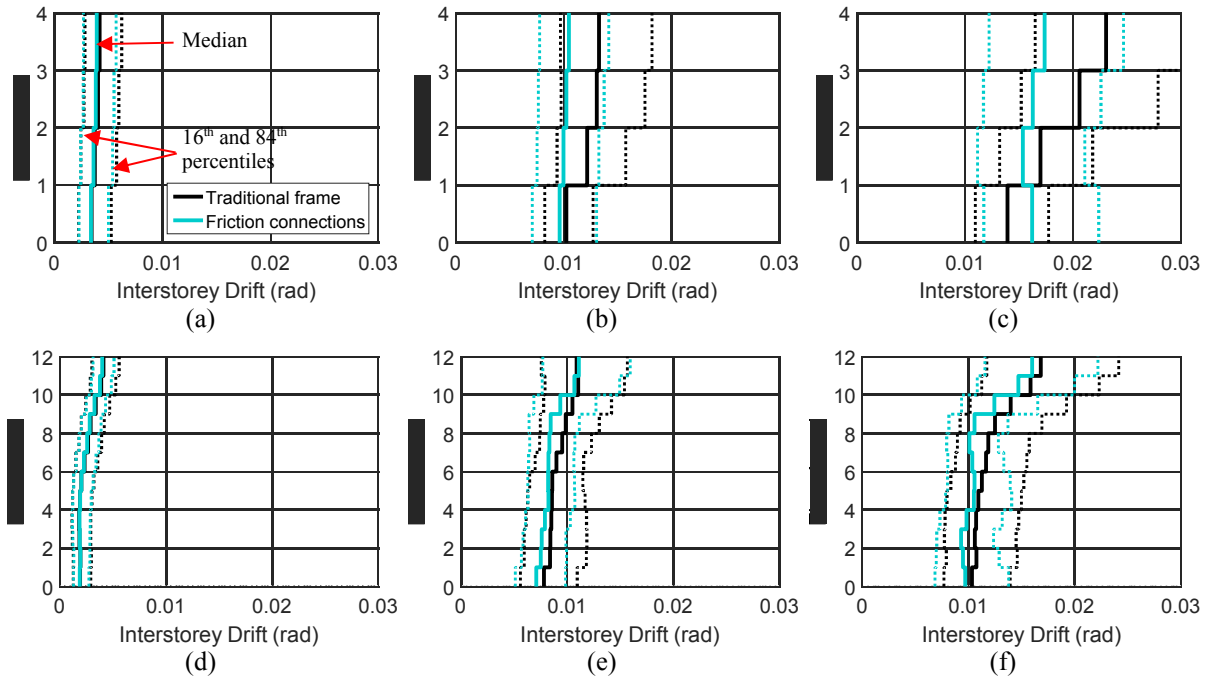 4
3
2
1
0
Median
16th and 84th
percentiles
Traditional frame
Friction connections
0 0.01 0.02 0.03
Interstorey Drift (rad)
(a)
4
3
2
1
0
0 0.01 0.02 0.03
Interstorey Drift (rad)
(b)
4
3
2
1
0
0 0.01 0.02 0.03
Interstorey Drift (rad)
(c)
12
10
8
6
4
2
0
0 0.01 0.02 0.03
Interstorey Drift (rad)
(d)
12
10
8
6
4
2
0
0 0.01 0.02 0.03
Interstorey Drift (rad)
(e)
12
10
8
6
4
2
0
0 0.01 0.02 0.03
Interstorey Drift (rad)
(f)